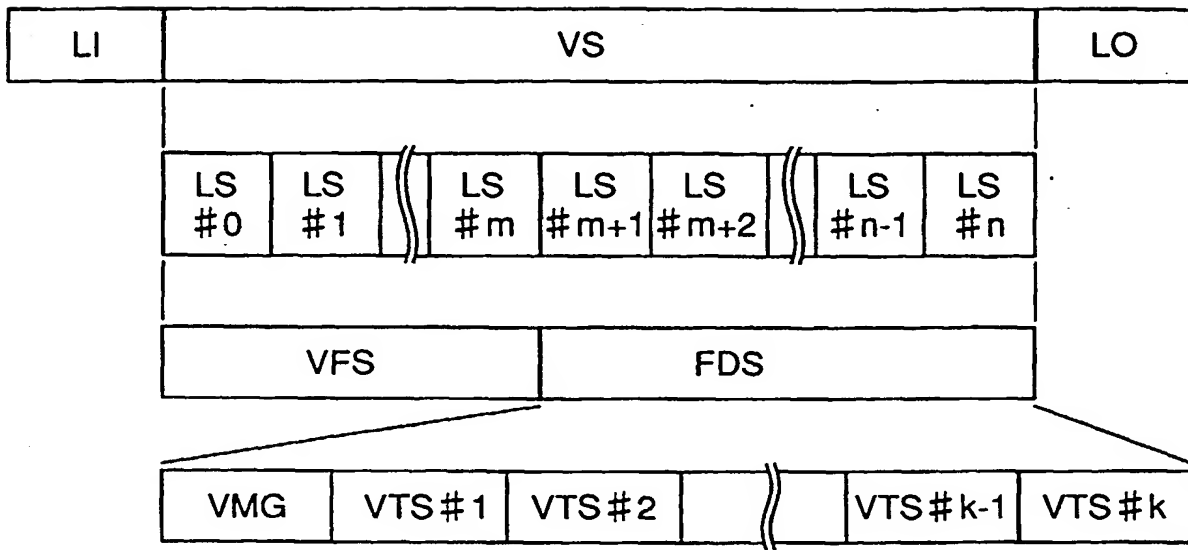 LI VS LO
LS LS LS LS LS LS LS
#0 #1 #m #m+1 #m+2 #n-1 #n
VFS FDS
VMG VTS#1 VTS#2 VTS#k-1 VTS#k